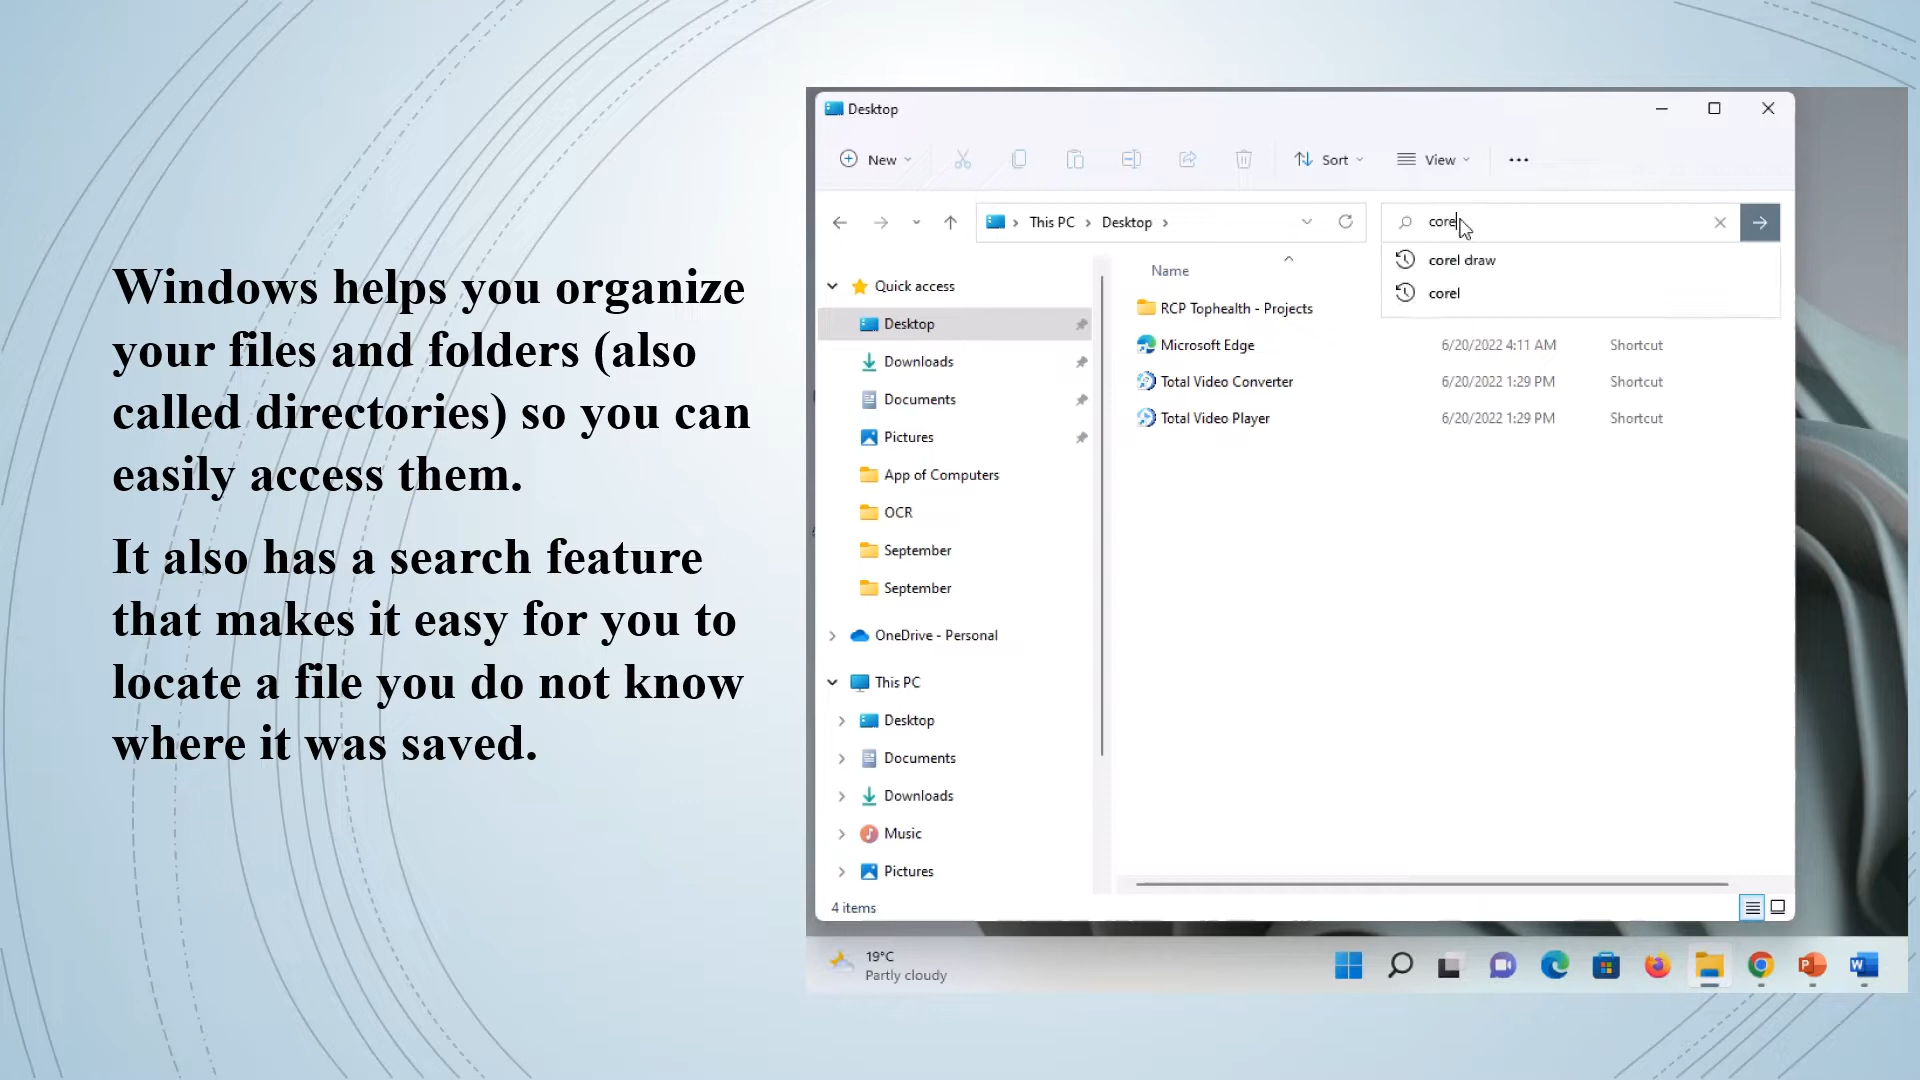 Windows helps you organize
your files and folders (also
called directories) so you can
easily access them.
It also has a search feature
that makes it easy for you to
locate a file you do not know
where it was saved.
Desktop
New
Sort
View
This PC
Desktop
corel
corel draw
corel
Quick access
Desktop
Downloads
Documents
Pictures
App of Computers
OCR
September
September
OneDrive - Personal
This PC
Desktop
Documents
Downloads
Music
Pictures
Name
RCP Tophealth - Projects
Microsoft Edge 6/20/2022 4:11 AM Shortcut
Total Video Converter 6/20/2022 1:29 PM Shortcut
Total Video Player 6/20/2022 1:29 PM Shortcut
4 items
19°C
Partly cloudy